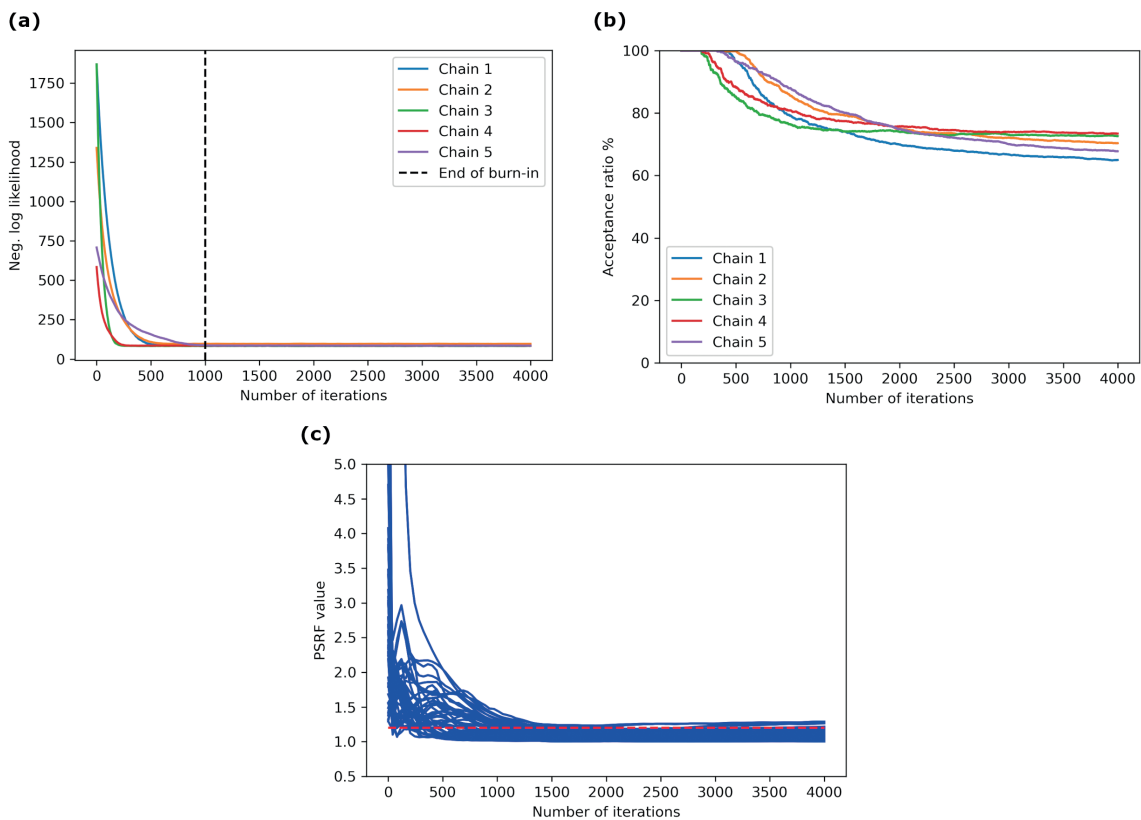 (a)
Neg. log likelihood
1750
1500
1250
1000
750
500
250
0
0 500 1000 1500 2000 2500 3000 3500 4000
Number of iterations
Chain 1
Chain 2
Chain 3
Chain 4
Chain 5
End of burn-in
(b)
Acceptance ratio %
100
80
60
40
20
0
0 500 1000 1500 2000 2500 3000 3500 4000
Number of iterations
Chain 1
Chain 2
Chain 3
Chain 4
Chain 5
(c)
PSRF value
5.0
4.5
4.0
3.5
3.0
2.5
2.0
1.5
1.0
0.5
0 500 1000 1500 2000 2500 3000 3500 4000
Number of iterations